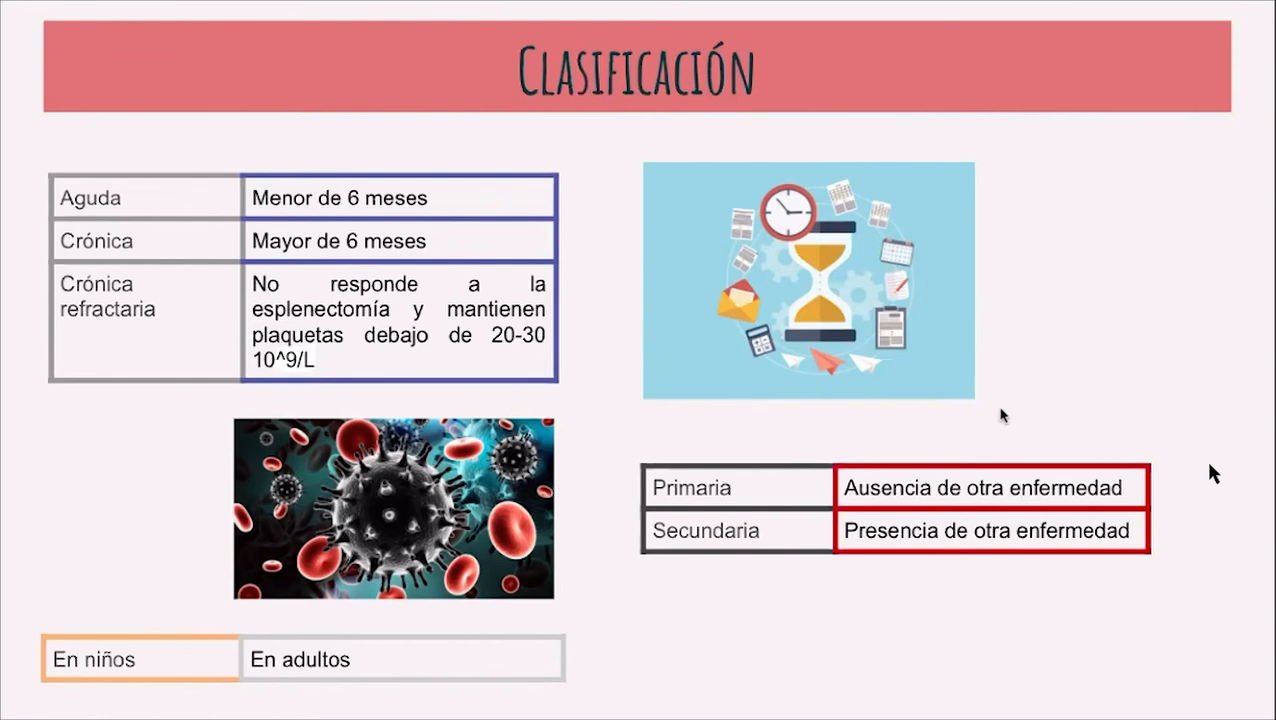 CLASIFICACIÓN
Aguda
Menor de 6 meses
Crónica
Mayor de 6 meses
Crónica
refractaria
No responde a la
esplenectomía y mantienen
plaquetas debajo de 20-30
10^9/L
Primaria
Ausencia de otra enfermedad
Secundaria
Presencia de otra enfermedad
En niños
En adultos